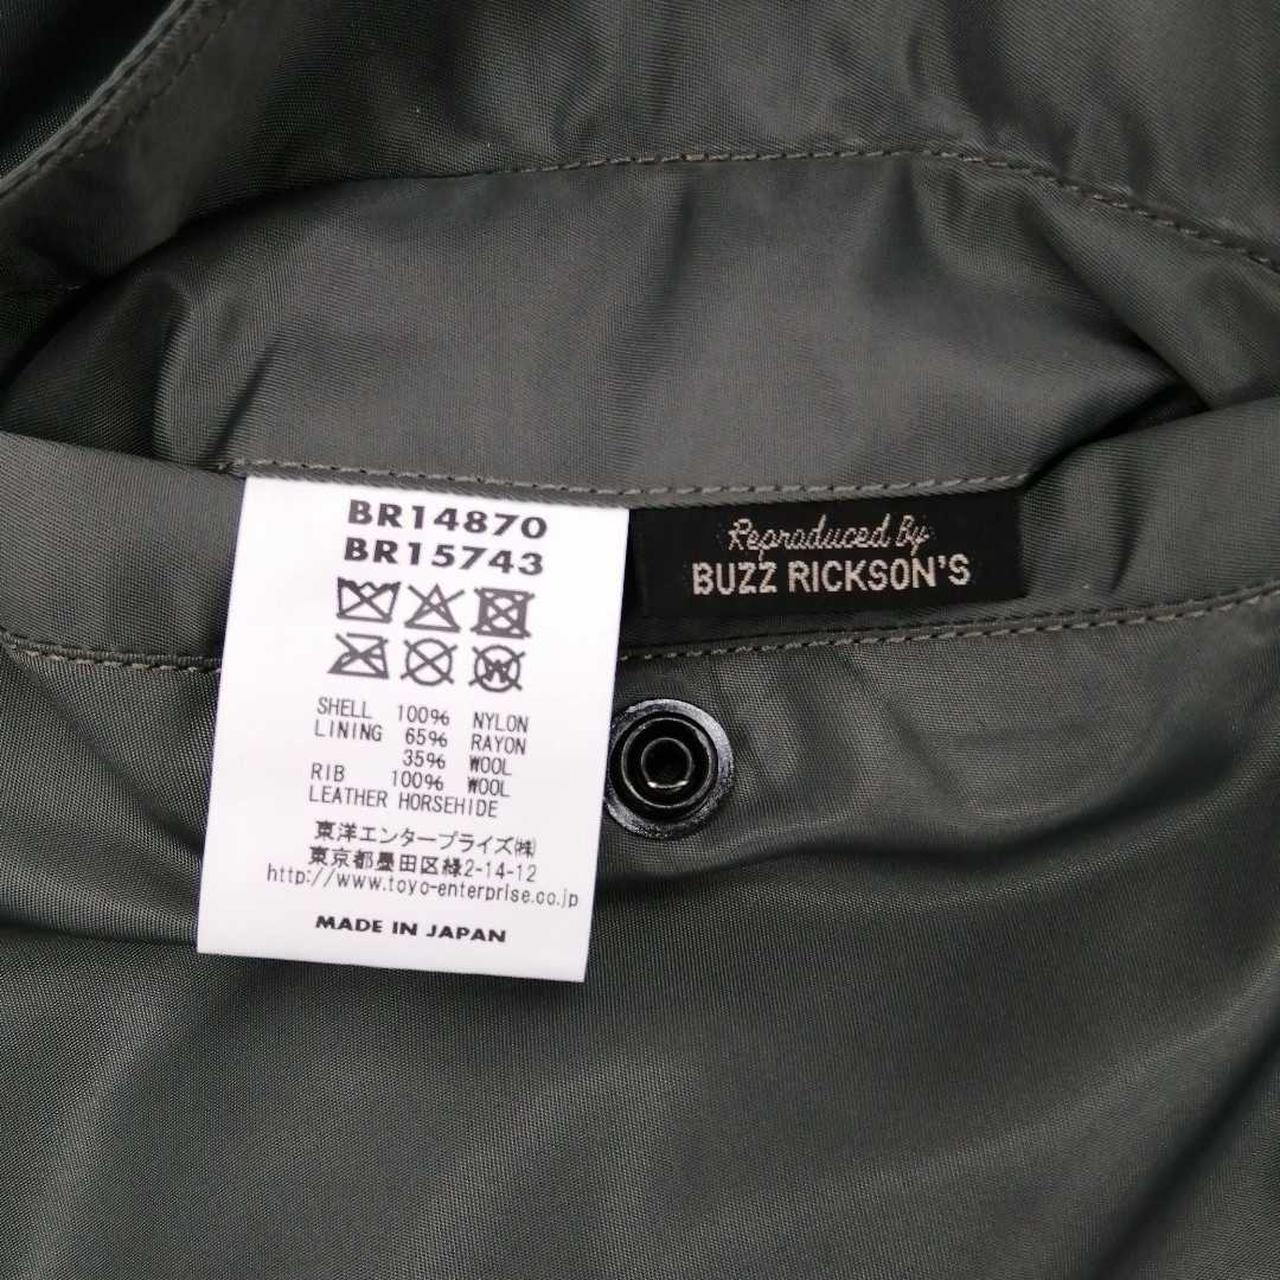 BR14870
BR15743
SHELL 100% NYLON
LINING 65% RAYON
35% WOOL
RIB 100% WOOL
LEATHER HORSEHIDE
東洋エンタープライズ㈱
東京都墨田区緑2-14-12
http://www.toyo-enterprise.co.jp
MADE IN JAPAN
Reproduced By
BUZZ RICKSON'S